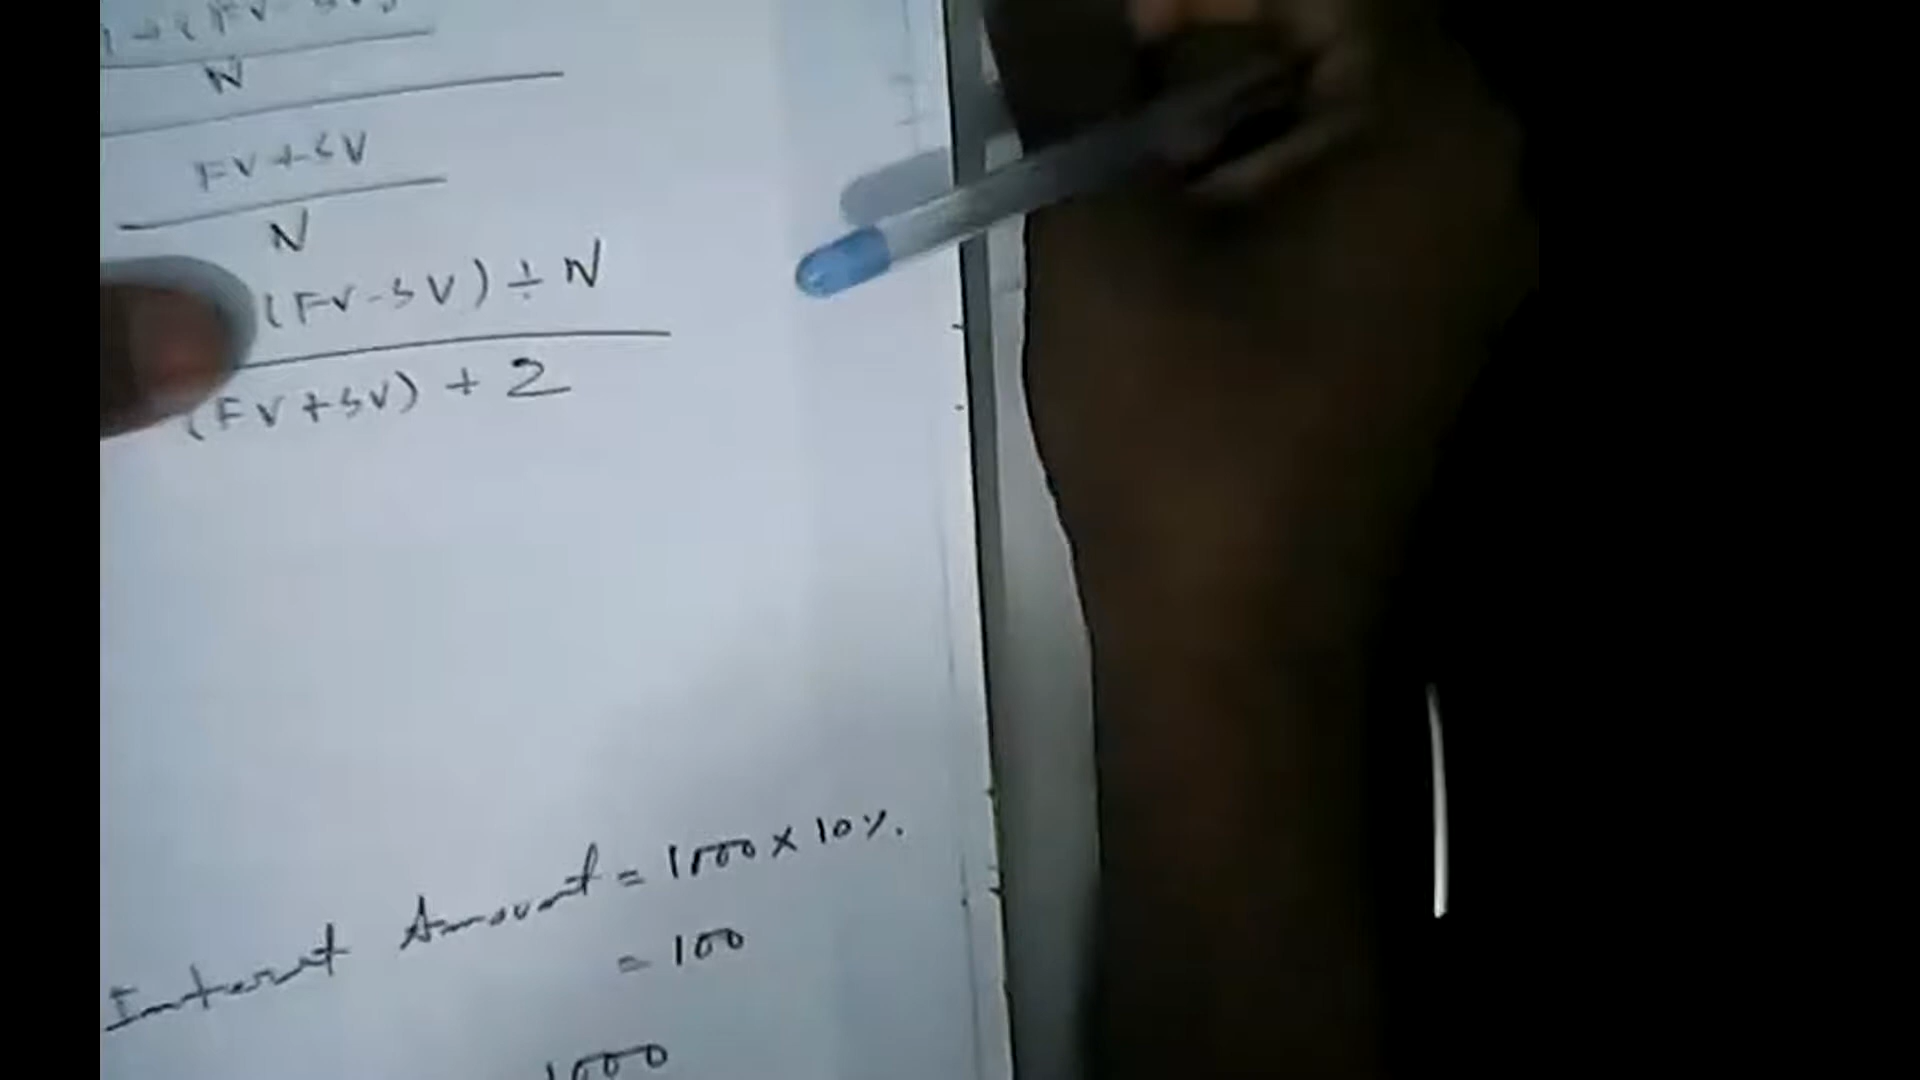 N
FV+SV
N
(FV-SV) ÷ N
(FV+SV) + 2
Interest Amount = 1000 x 10%.
= 100
1000